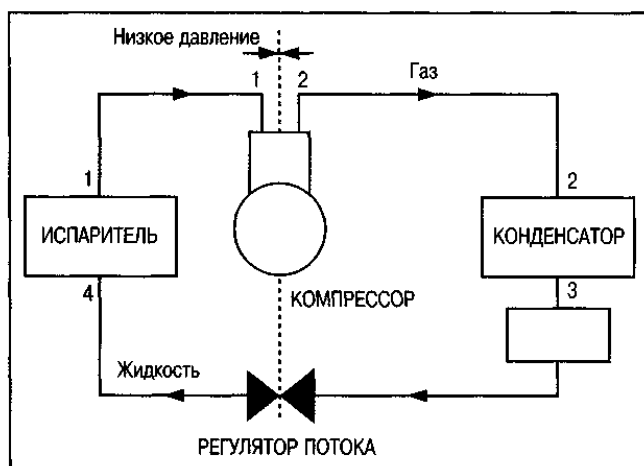 Низкое давление
1
2
Газ
1
2
ИСПАРИТЕЛЬ
КОНДЕНСАТОР
4
3
КОМПРЕССОР
Жидкость
РЕГУЛЯТОР ПОТОКА